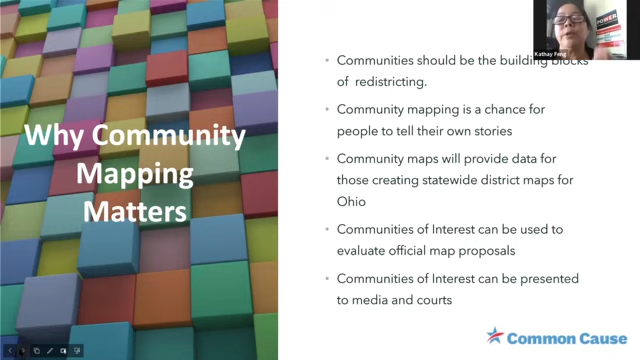 Why Community
Mapping
Matters
• Communities should be the building blocks
of redistricting.
• Community mapping is a chance for
people to tell their own stories
• Community maps will provide data for
those creating statewide district maps for
Ohio
• Communities of Interest can be used to
evaluate official map proposals
• Communities of Interest can be presented
to media and courts
Common Cause
Kathay Feng
POWER